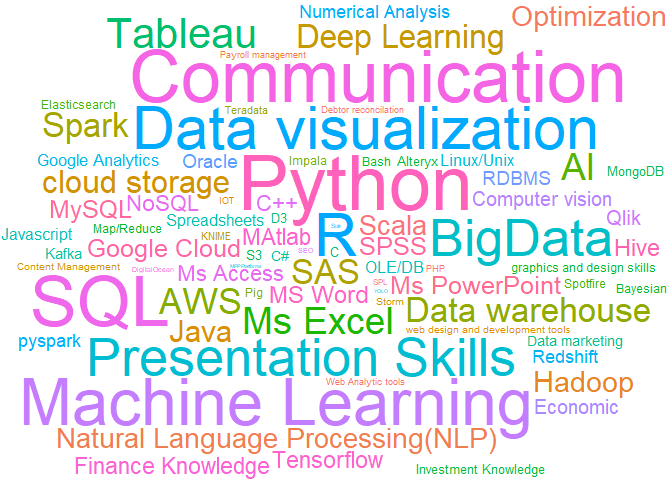 Numerical Analysis
Optimization
Tableau
Deep Learning
Payroll management
Communication
Elasticsearch
Teradata
Debtor reconcilation
Spark
Data visualization
Google Analytics
Oracle
Impala
Bash
Alteryx
Linux/Unix
AI
MongoDB
cloud storage
Python
RDBMS
MySQL
NoSQL
IOT
C++
Computer vision
Javascript
Map/Reduce
Spreadsheets
D3
R
Scala
BigData
Qlik
Kafka
Google Cloud
KNIME
MAtlab
SEO
C
SPSS
Hive
Content Management
DigitalOcean
Ms Access
S3
C#
SAS
OLE/DB
PHP
graphics and design skills
SQL
AWS
Pig
MS Word
SPL
Ms PowerPoint
Spotfire
Bayesian
Storm
Data warehouse
pyspark
Java
Ms Excel
web design and development tools
Data marketing
Presentation Skills
Redshift
Machine Learning
Web Analytic tools
Hadoop
Economic
Natural Language Processing(NLP)
Finance Knowledge
Tensorflow
Investment Knowledge